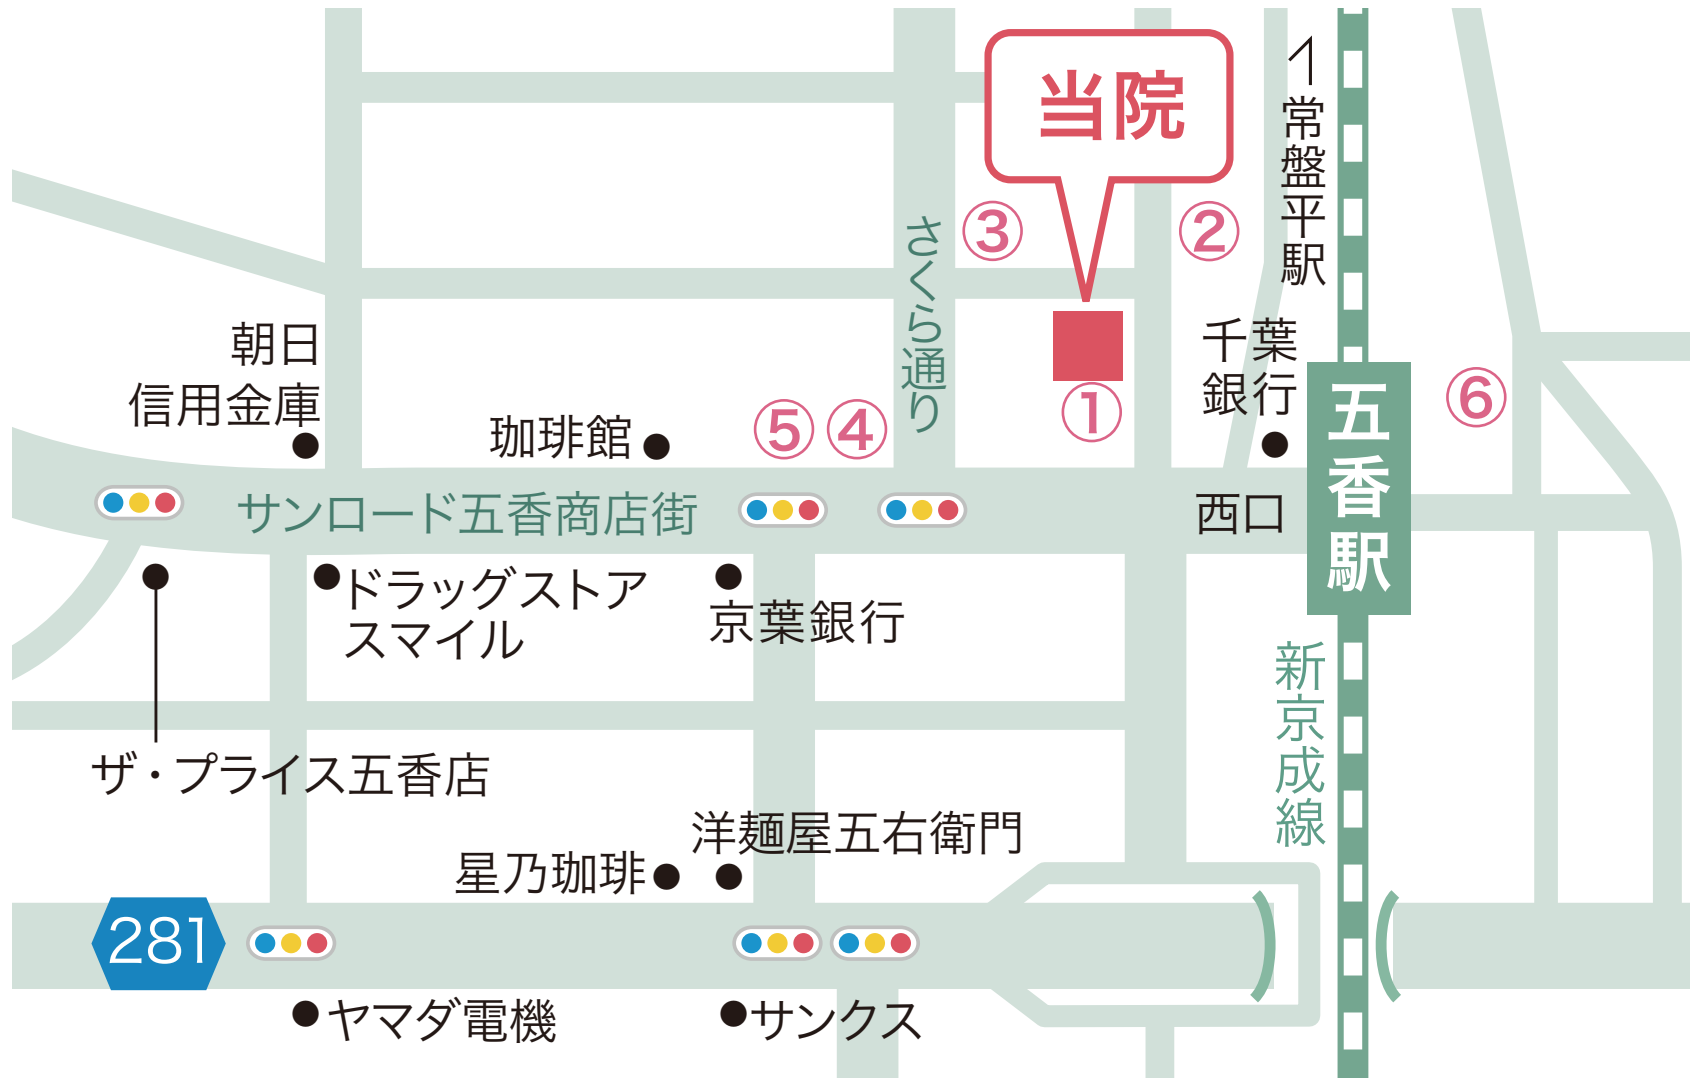 当院
常盤平駅
③
②
さくら通り
朝日
信用金庫
千葉
銀行
①
⑥
珈琲館
⑤
④
五香駅
サンロード五香商店街
西口
ドラッグストア
スマイル
京葉銀行
新京成線
ザ・プライス五香店
洋麺屋五右衛門
星乃珈琲
281
ヤマダ電機
サンクス